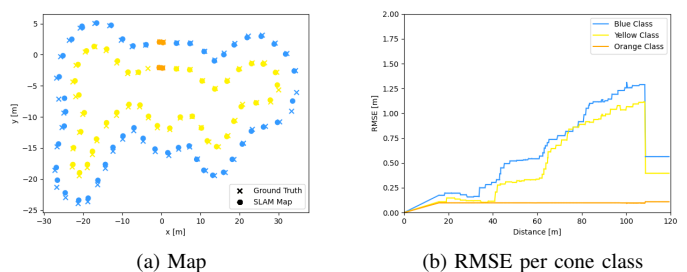 5
0
−5
−10
−15
−20
−25
y [m]
−30
−20
−10
0
10
20
30
x [m]
Ground Truth
SLAM Map
(a) Map
2.00
1.75
1.50
1.25
1.00
0.75
0.50
0.25
0.00
RMSE [m]
0
20
40
60
80
100
120
Distance [m]
Blue Class
Yellow Class
Orange Class
(b) RMSE per cone class